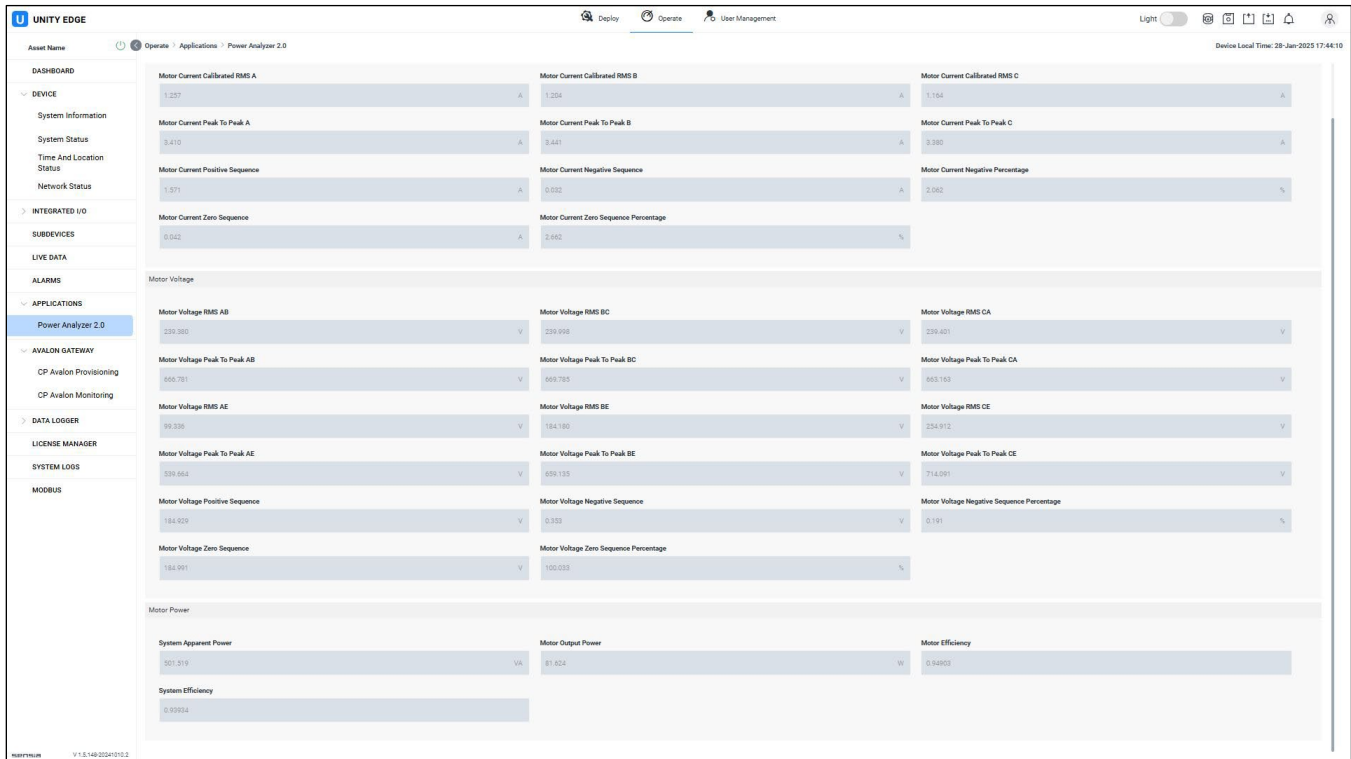 U UNITY EDGE
Deploy
Operate
User Management
Light
Asset Name
Operate > Applications > Power Analyzer 2.0
Device Local Time: 28-Jan-2025 17:44:10
DASHBOARD
DEVICE
System Information
System Status
Time And Location
Status
Network Status
INTEGRATED I/O
SUBDEVICES
LIVE DATA
ALARMS
APPLICATIONS
Power Analyzer 2.0
AVALON GATEWAY
CP Avalon Provisioning
CP Avalon Monitoring
DATA LOGGER
LICENSE MANAGER
SYSTEM LOGS
MODBUS
sensia V 1.5.148-20241010.2
Motor Current Calibrated RMS A Motor Current Calibrated RMS B Motor Current Calibrated RMS C
1.257 A 1.204 A 1.164 A
Motor Current Peak To Peak A Motor Current Peak To Peak B Motor Current Peak To Peak C
3.410 A 3.441 A 3.380 A
Motor Current Positive Sequence Motor Current Negative Sequence Motor Current Negative Percentage
1.571 A 0.032 A 2.062 %
Motor Current Zero Sequence Motor Current Zero Sequence Percentage
0.042 A 2.662 %
Motor Voltage
Motor Voltage RMS AB Motor Voltage RMS BC Motor Voltage RMS CA
239.380 V 239.998 V 239.401 V
Motor Voltage Peak To Peak AB Motor Voltage Peak To Peak BC Motor Voltage Peak To Peak CA
666.781 V 669.785 V 663.163 V
Motor Voltage RMS AE Motor Voltage RMS BE Motor Voltage RMS CE
99.336 V 184.180 V 254.912 V
Motor Voltage Peak To Peak AE Motor Voltage Peak To Peak BE Motor Voltage Peak To Peak CE
539.664 V 659.135 V 714.091 V
Motor Voltage Positive Sequence Motor Voltage Negative Sequence Motor Voltage Negative Sequence Percentage
184.929 V 0.353 V 0.191 %
Motor Voltage Zero Sequence Motor Voltage Zero Sequence Percentage
184.991 V 100.033 %
Motor Power
System Apparent Power Motor Output Power Motor Efficiency
501.519 VA 81.624 W 0.94903
System Efficiency
0.93934